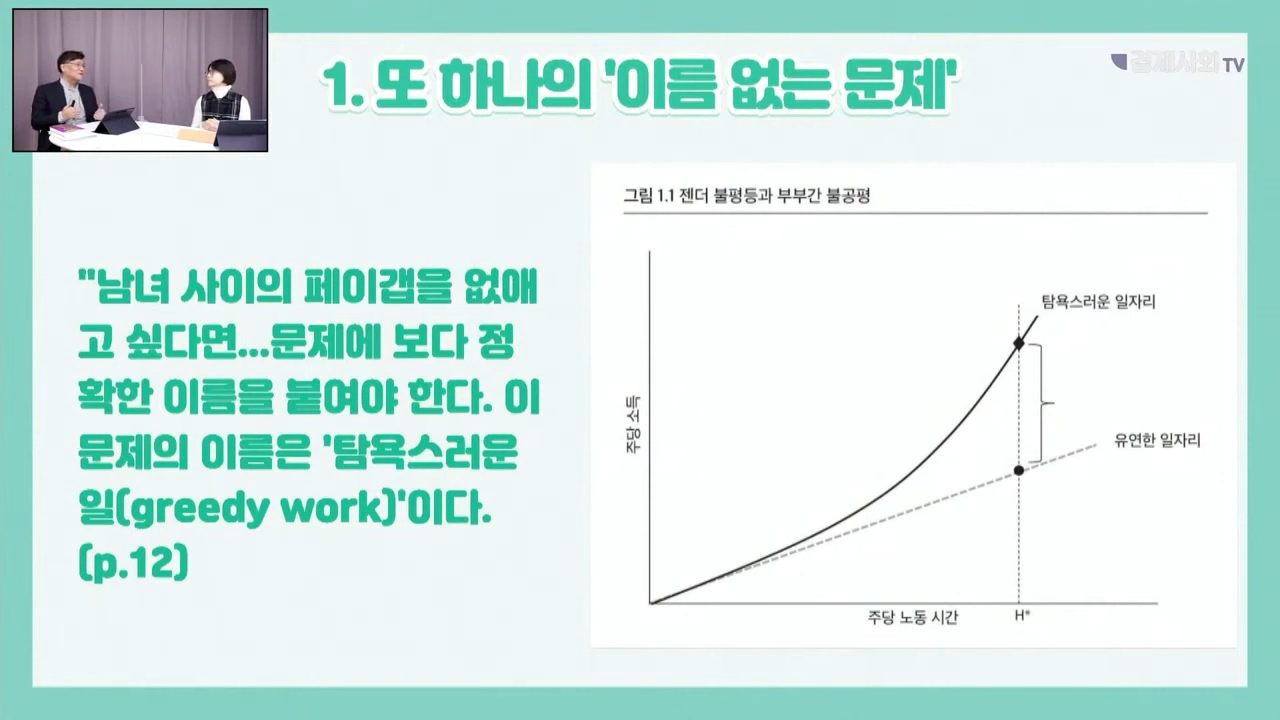 1. 또 하나의 '이름 없는 문제'
경제사회TV
"남녀 사이의 페이갭을 없애
고 싶다면...문제에 보다 정
확한 이름을 붙여야 한다. 이
문제의 이름은 '탐욕스러운
일(greedy work)'이다.
(p.12)
그림 1.1 젠더 불평등과 부부간 불공평
탐욕스러운 일자리
유연한 일자리
주당 소득
주당 노동 시간
H*